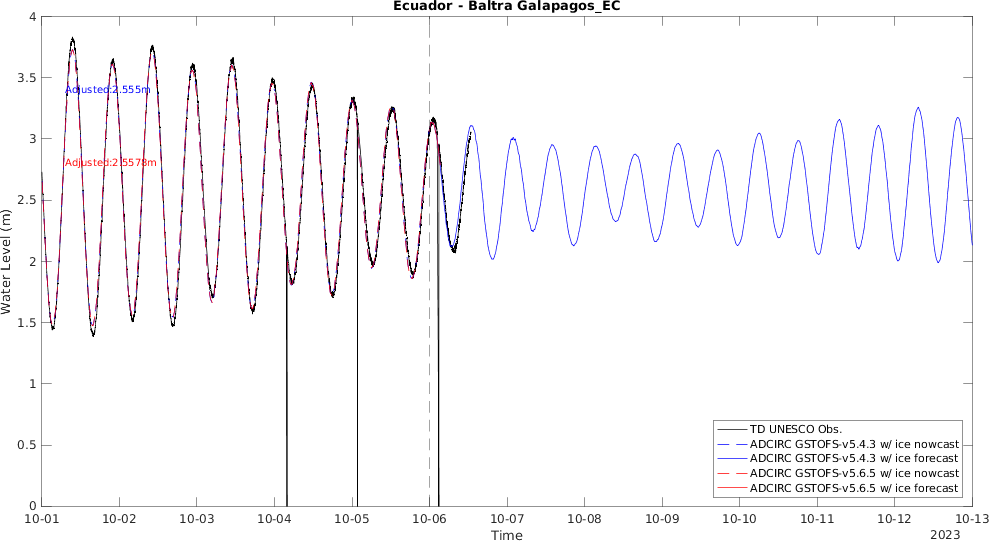 Ecuador - Baltra Galapagos_EC
4
3.5
3
2.5
2
1.5
1
0.5
0
Water Level (m)
Adjusted:2.555m
Adjusted:2.5578m
TD UNESCO Obs.
ADCIRC GSTOFS-v5.4.3 w/ ice nowcast
ADCIRC GSTOFS-v5.4.3 w/ ice forecast
ADCIRC GSTOFS-v5.6.5 w/ ice nowcast
ADCIRC GSTOFS-v5.6.5 w/ ice forecast
10-01 10-02 10-03 10-04 10-05 10-06 10-07 10-08 10-09 10-10 10-11 10-12 10-13
Time
2023